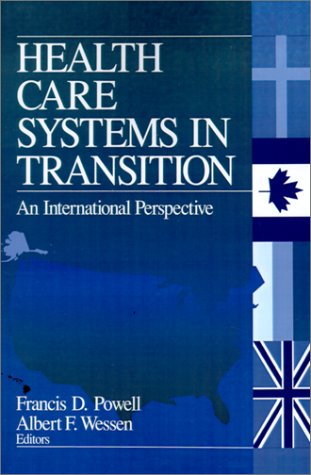 HEALTH
CARE
SYSTEMS IN
TRANSITION
An International Perspective
Francis D. Powell
Albert F. Wessen
Editors